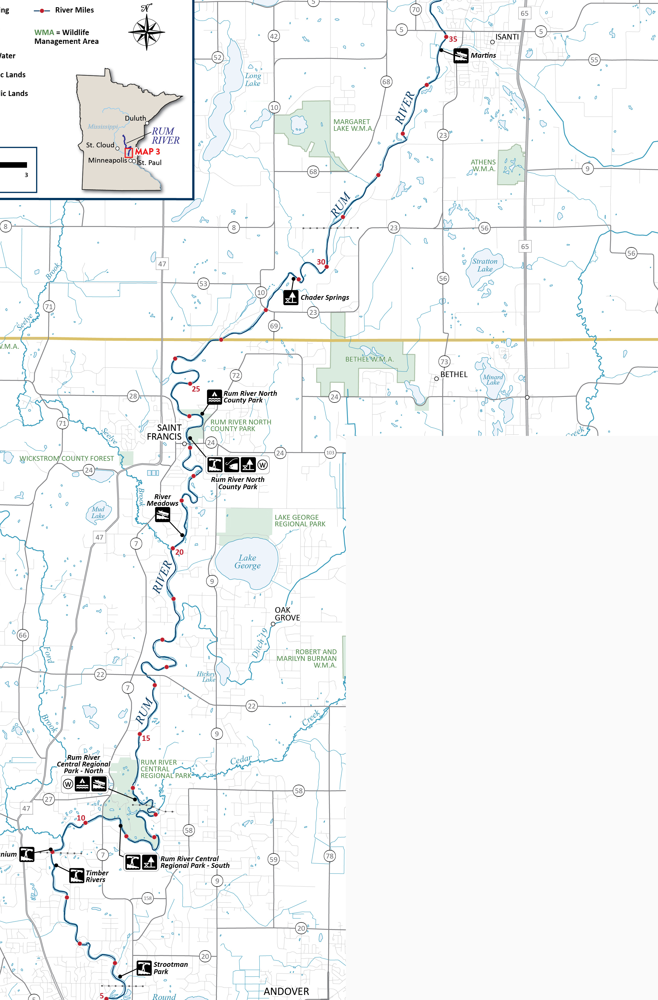 River Miles
N
WMA = Wildlife
Management Area
c Lands
lic Lands
Duluth
Mississippi
RUM
RIVER
St. Cloud
MAP 3
Minneapolis
St. Paul
3
5
70
65
5
5
42
35
ISANTI
Martins
52
55
Long
Lake
68
10
RIVER
MARGARET
LAKE W.M.A.
23
ATHENS
W.M.A.
68
9
RUM
8
8
23
56
65
56
30
47
Stratton
Lake
Brook
53
56
10
Chader Springs
71
23
Seelye
69
W.M.A.
BETHEL W.M.A.
73
BETHEL
72
Minard
Lake
25
28
Rum River North
County Park
24
71
RUM RIVER NORTH
COUNTY PARK
SAINT
FRANCIS
Creek
Seelye
24
24
103
WICKSTROM COUNTY FOREST
24
W
Rum River North
County Park
Brook
River
Meadows
Mud
Lake
LAKE GEORGE
REGIONAL PARK
47
7
20
Lake
George
RIVER
9
OAK
GROVE
66
Ditch 19
Ford
ROBERT AND
MARILYN BURMAN
W.M.A.
22
Hickey
Lake
7
22
RUM
Creek
Brook
15
9
Rum River
Central Regional
Park - North
Cedar
RUM RIVER
CENTRAL
REGIONAL PARK
W
58
27
47
10
58
nium
7
Rum River Central
Regional Park - South
59
78
Timber
Rivers
9
158
20
20
Strootman
Park
5
5
Round
ANDOVER